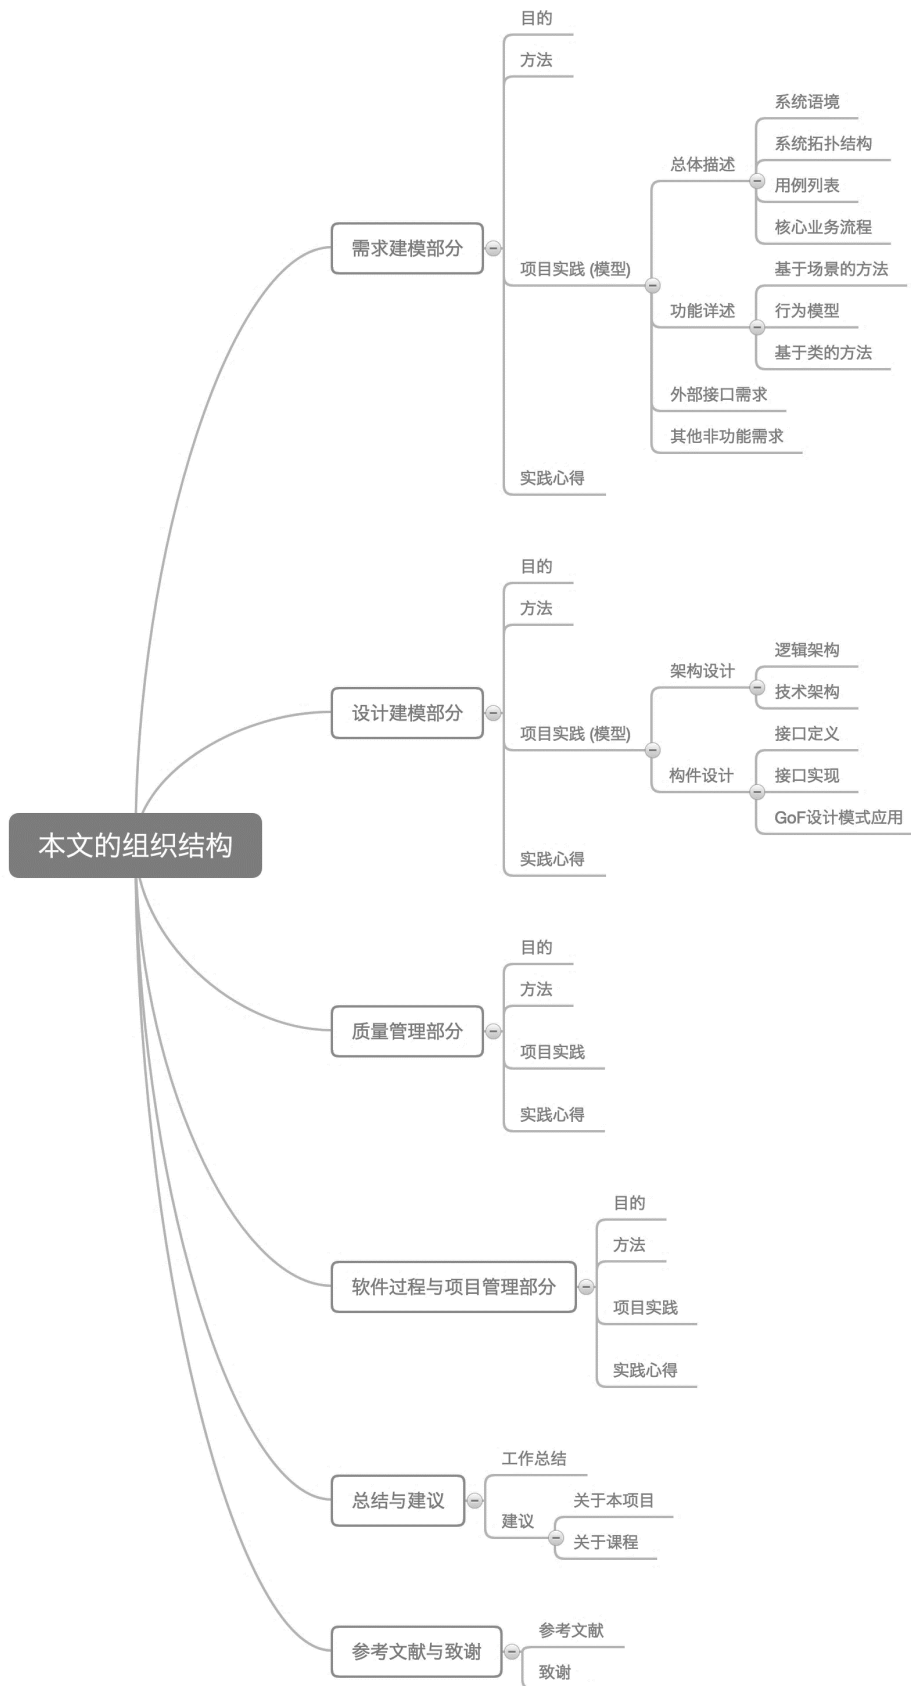 本文的组织结构
需求建模部分
目的
方法
项目实践 (模型)
总体描述
系统语境
系统拓扑结构
用例列表
核心业务流程
功能详述
基于场景的方法
行为模型
基于类的方法
外部接口需求
其他非功能需求
实践心得
设计建模部分
目的
方法
项目实践 (模型)
架构设计
逻辑架构
技术架构
构件设计
接口定义
接口实现
GoF设计模式应用
实践心得
质量管理部分
目的
方法
项目实践
实践心得
软件过程与项目管理部分
目的
方法
项目实践
实践心得
总结与建议
工作总结
建议
关于本项目
关于课程
参考文献与致谢
参考文献
致谢